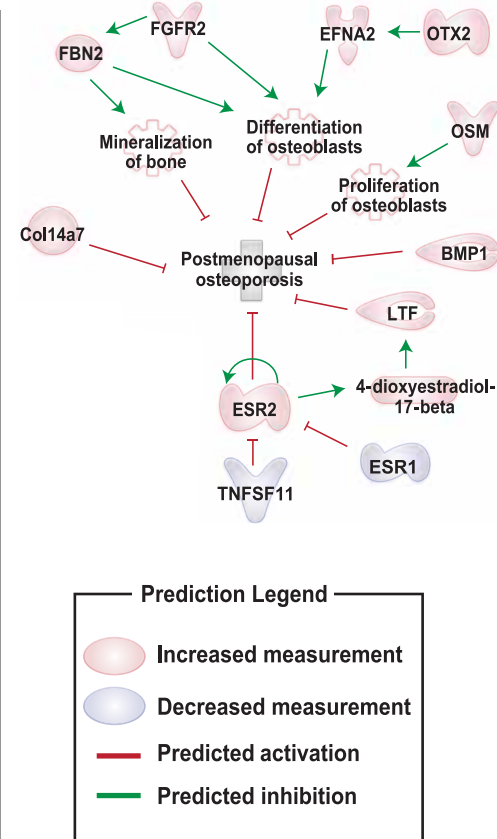 FGFR2
FBN2
EFNA2
OTX2
Mineralization
of bone
Differentiation
of osteoblasts
OSM
Proliferation
of osteoblasts
Col14a7
Postmenopausal
osteoporosis
BMP1
LTF
ESR2
4-dioxyestradiol-
17-beta
TNFSF11
ESR1
Prediction Legend
Increased measurement
Decreased measurement
Predicted activation
Predicted inhibition